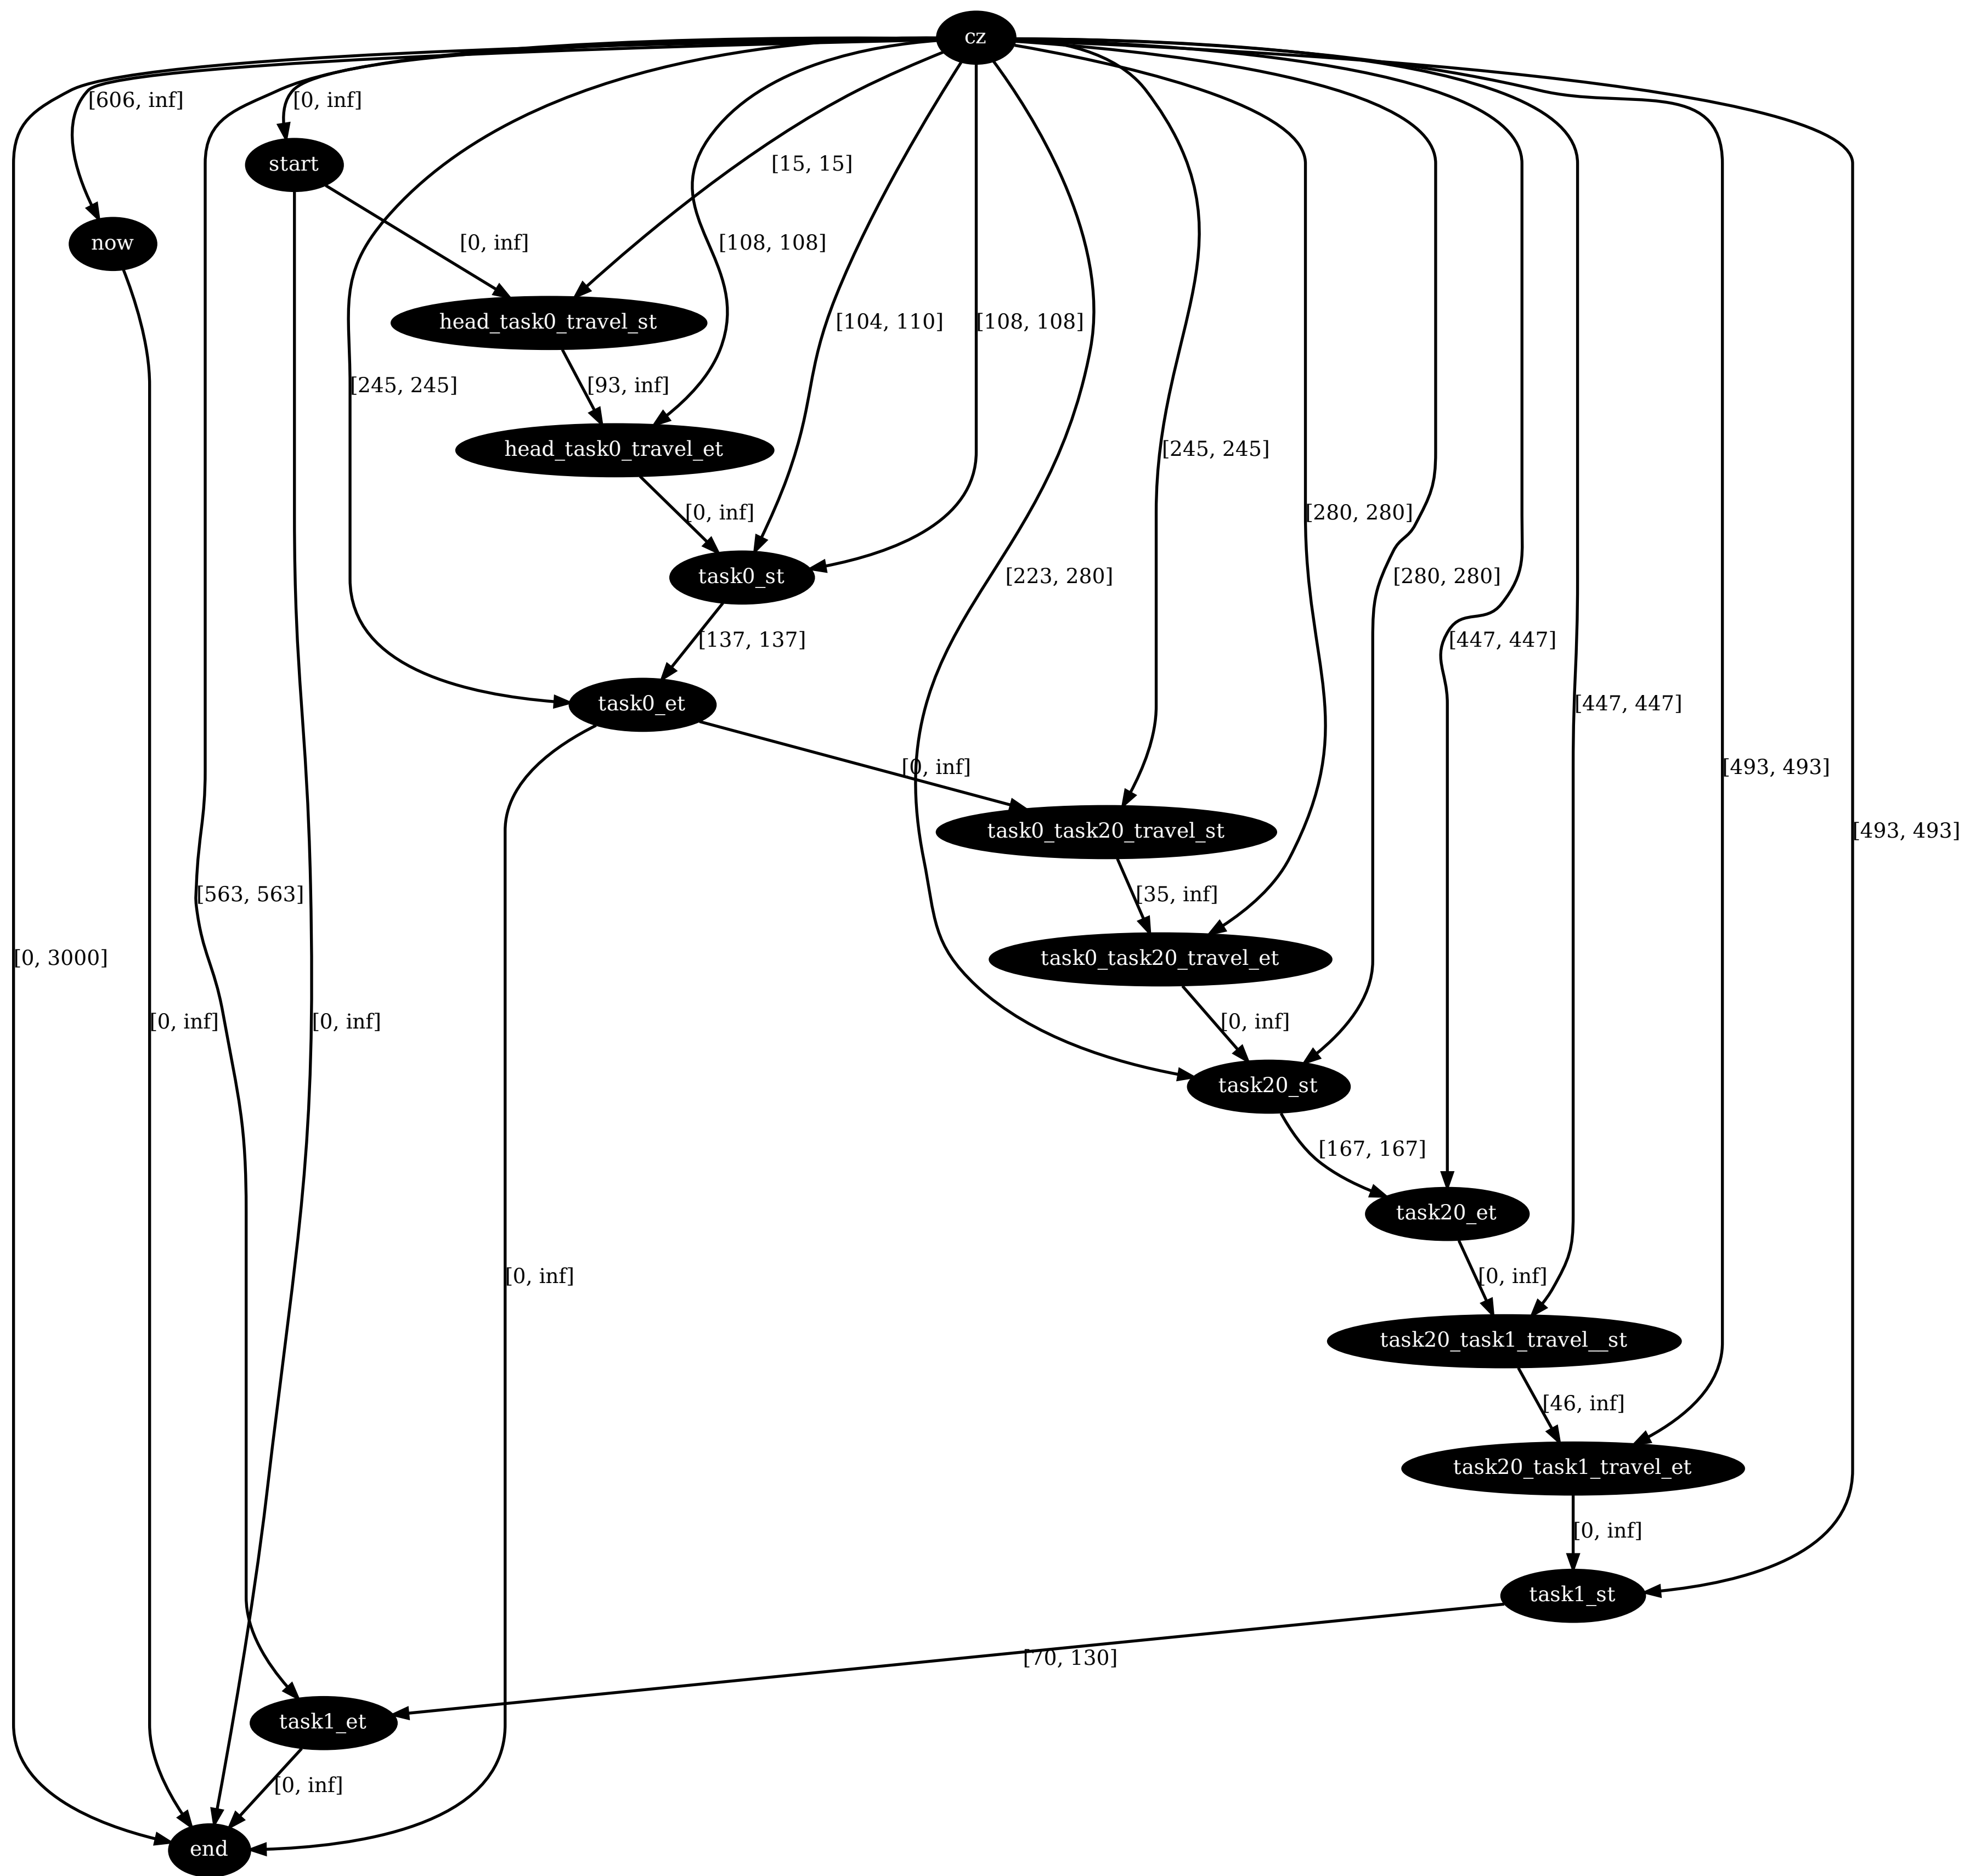 cz
[606, inf]
[0, inf]
start
[15, 15]
now
[0, inf]
[108, 108]
head_task0_travel_st
[104, 110]
[108, 108]
[245, 245]
[93, inf]
head_task0_travel_et
[245, 245]
[0, inf]
[280, 280]
task0_st
[223, 280]
[280, 280]
[137, 137]
[447, 447]
task0_et
[447, 447]
[0, inf]
[493, 493]
task0_task20_travel_st
[493, 493]
[563, 563]
[35, inf]
[0, 3000]
task0_task20_travel_et
[0, inf]
[0, inf]
[0, inf]
task20_st
[167, 167]
task20_et
[0, inf]
[0, inf]
task20_task1_travel__st
[46, inf]
task20_task1_travel_et
[0, inf]
task1_st
[70, 130]
task1_et
[0, inf]
end